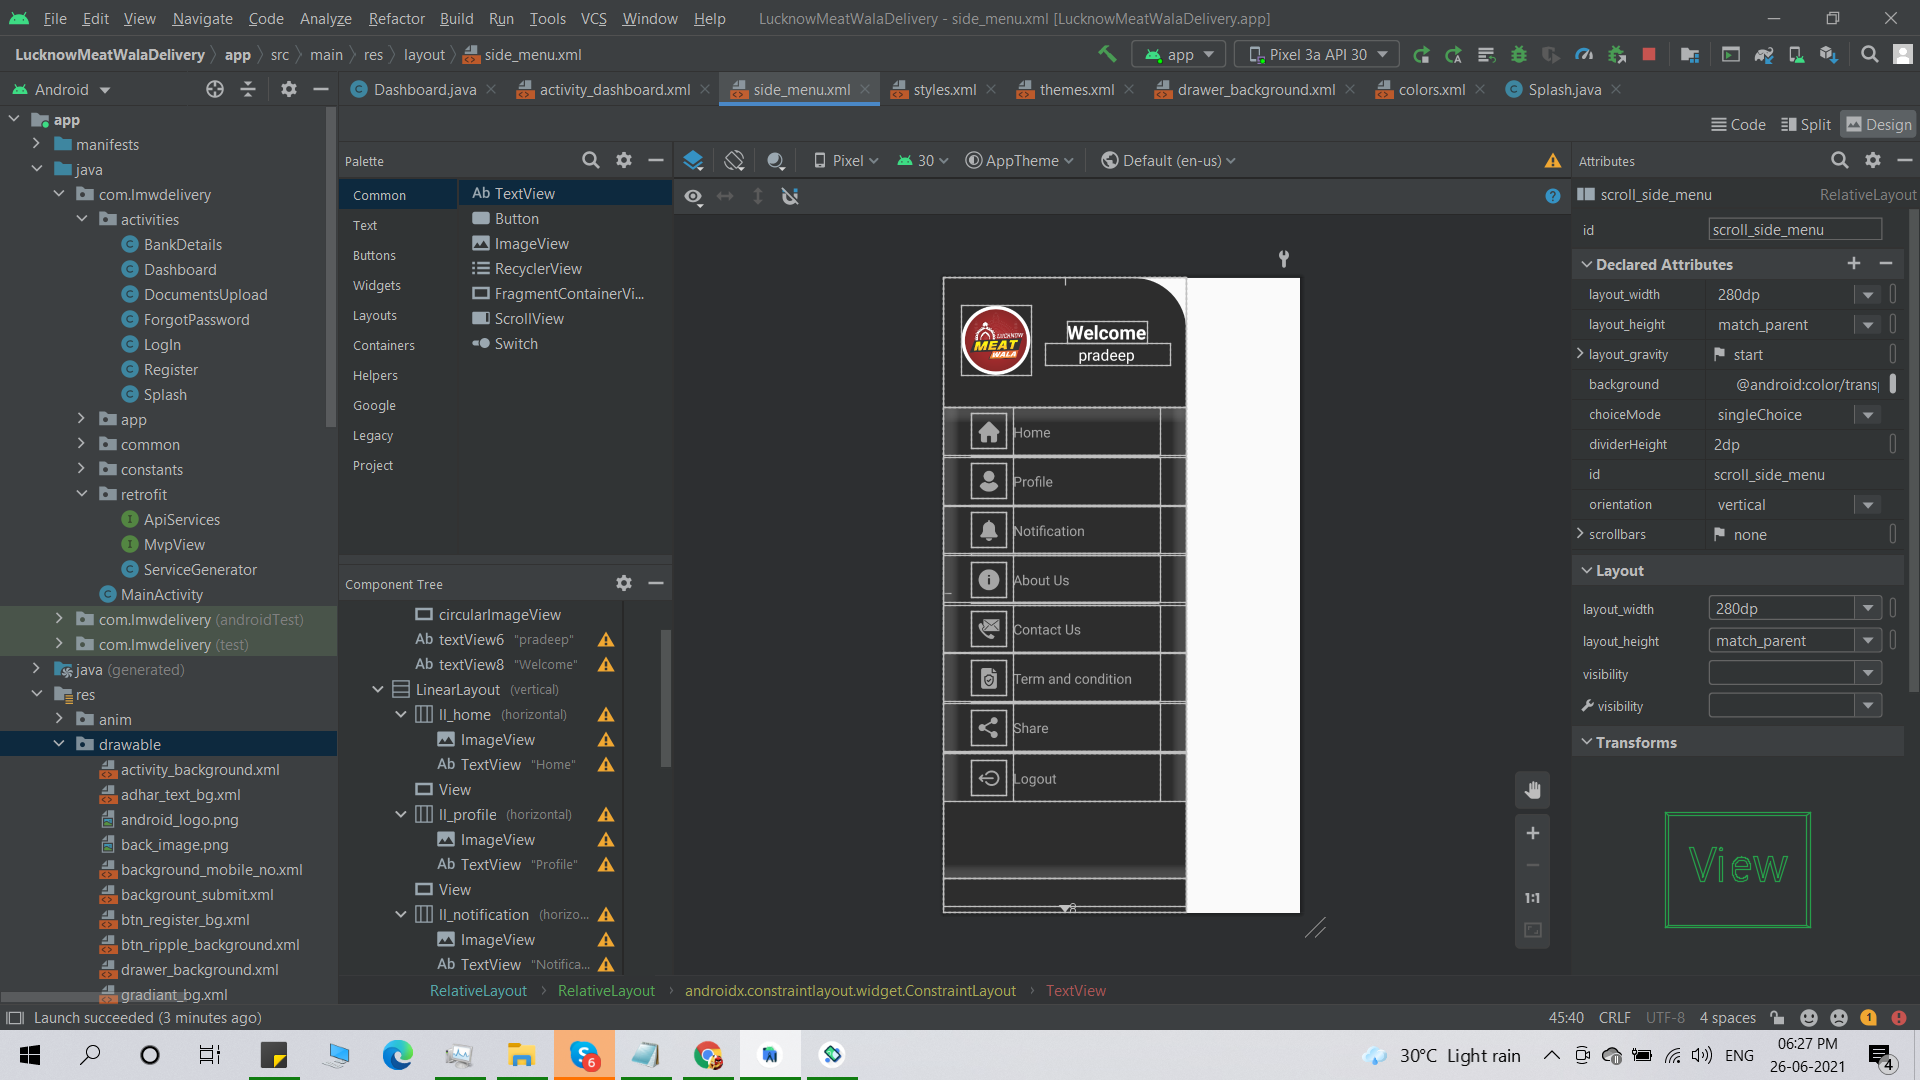 File Edit View Navigate Code Analyze Refactor Build Run Tools VCS Window Help LucknowMeatWalaDelivery - side_menu.xml [LucknowMeatWalaDelivery.app]
LucknowMeatWalaDelivery app src main res layout side_menu.xml app Pixel 3a API 30
Android Dashboard.java activity_dashboard.xml side_menu.xml styles.xml themes.xml drawer_background.xml colors.xml Splash.java
Code Split Design
app
manifests
java
com.lmwdelivery
activities
BankDetails
Dashboard
DocumentsUpload
ForgotPassword
LogIn
Register
Splash
app
common
constants
retrofit
ApiServices
MvpView
ServiceGenerator
MainActivity
com.lmwdelivery (androidTest)
com.lmwdelivery (test)
java (generated)
res
anim
drawable
activity_background.xml
adhar_text_bg.xml
android_logo.png
back_image.png
background_mobile_no.xml
backgrount_submit.xml
btn_register_bg.xml
btn_ripple_background.xml
drawer_background.xml
gradiant_bg.xml
Palette
Common
Text
Buttons
Widgets
Layouts
Containers
Helpers
Google
Legacy
Project
Ab TextView
Button
ImageView
RecyclerView
FragmentContainerVi...
ScrollView
Switch
Component Tree
circularImageView
Ab textView6 "pradeep"
Ab textView8 "Welcome"
LinearLayout (vertical)
ll_home (horizontal)
ImageView
Ab TextView "Home"
View
ll_profile (horizontal)
ImageView
Ab TextView "Profile"
View
ll_notification (horizo...
ImageView
Ab TextView "Notifica...
Pixel 30 AppTheme Default (en-us)
LUCKNOW
MEAT
WALA
Welcome
pradeep
Home
Profile
Notification
About Us
Contact Us
Term and condition
Share
Logout
1:1
Attributes
scroll_side_menu RelativeLayout
id scroll_side_menu
Declared Attributes
layout_width 280dp
layout_height match_parent
layout_gravity start
background @android:color/transp
choiceMode singleChoice
dividerHeight 2dp
id scroll_side_menu
orientation vertical
scrollbars none
Layout
layout_width 280dp
layout_height match_parent
visibility
visibility
Transforms
View
RelativeLayout RelativeLayout androidx.constraintlayout.widget.ConstraintLayout TextView
Launch succeeded (3 minutes ago) 45:40 CRLF UTF-8 4 spaces 1
6 30°C Light rain ENG 06:27 PM
26-06-2021 4